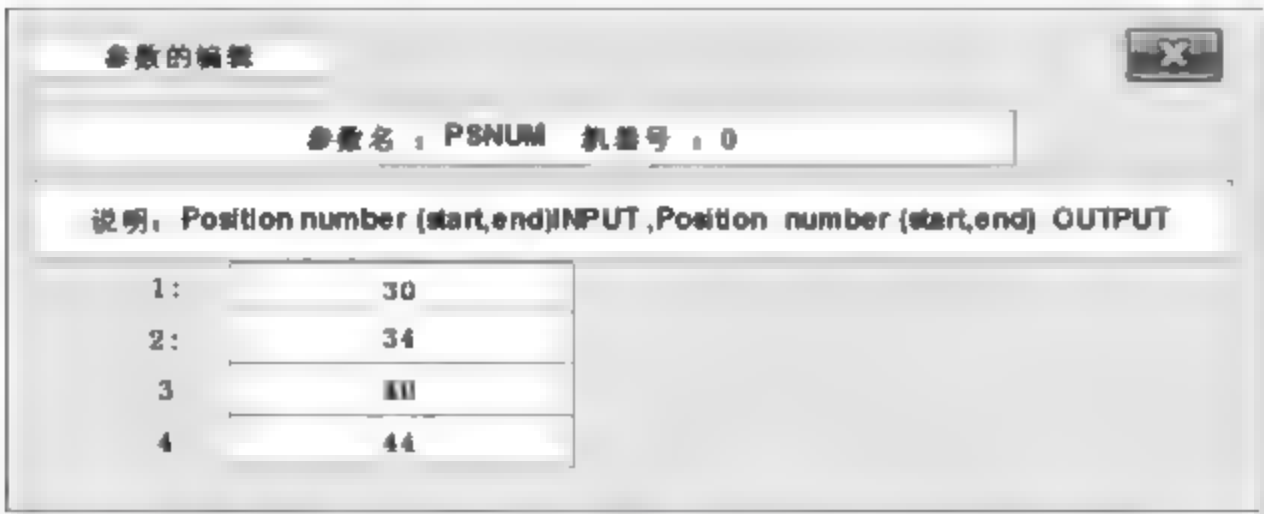 参数的编辑
参数名：PSNUM 机器号：0
说明：Position number (start,end)INPUT ,Position number (start,end) OUTPUT
1: 30
2: 34
3
4 44